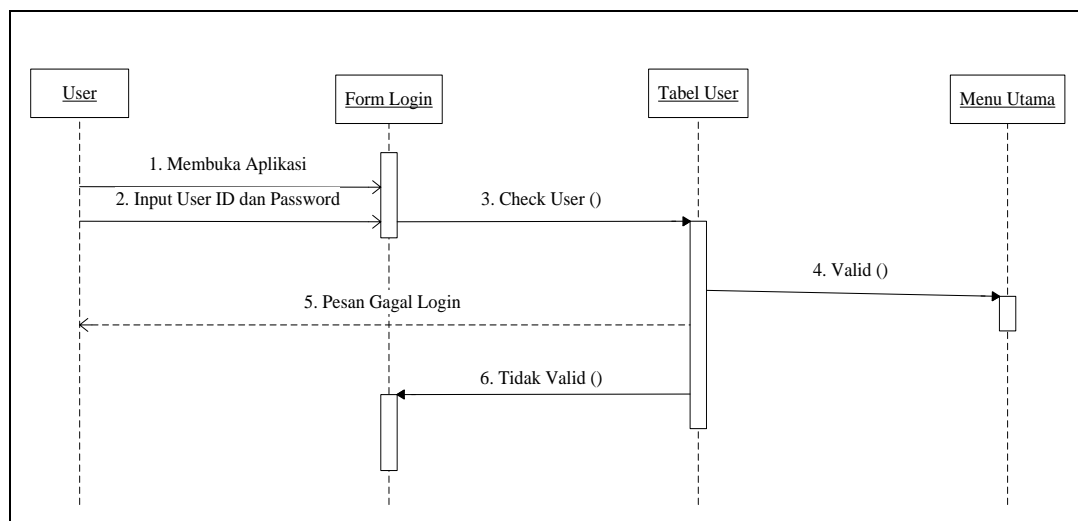 User
Form Login
Tabel User
Menu Utama
1. Membuka Aplikasi
2. Input User ID dan Password
3. Check User ()
4. Valid ()
5. Pesan Gagal Login
6. Tidak Valid ()